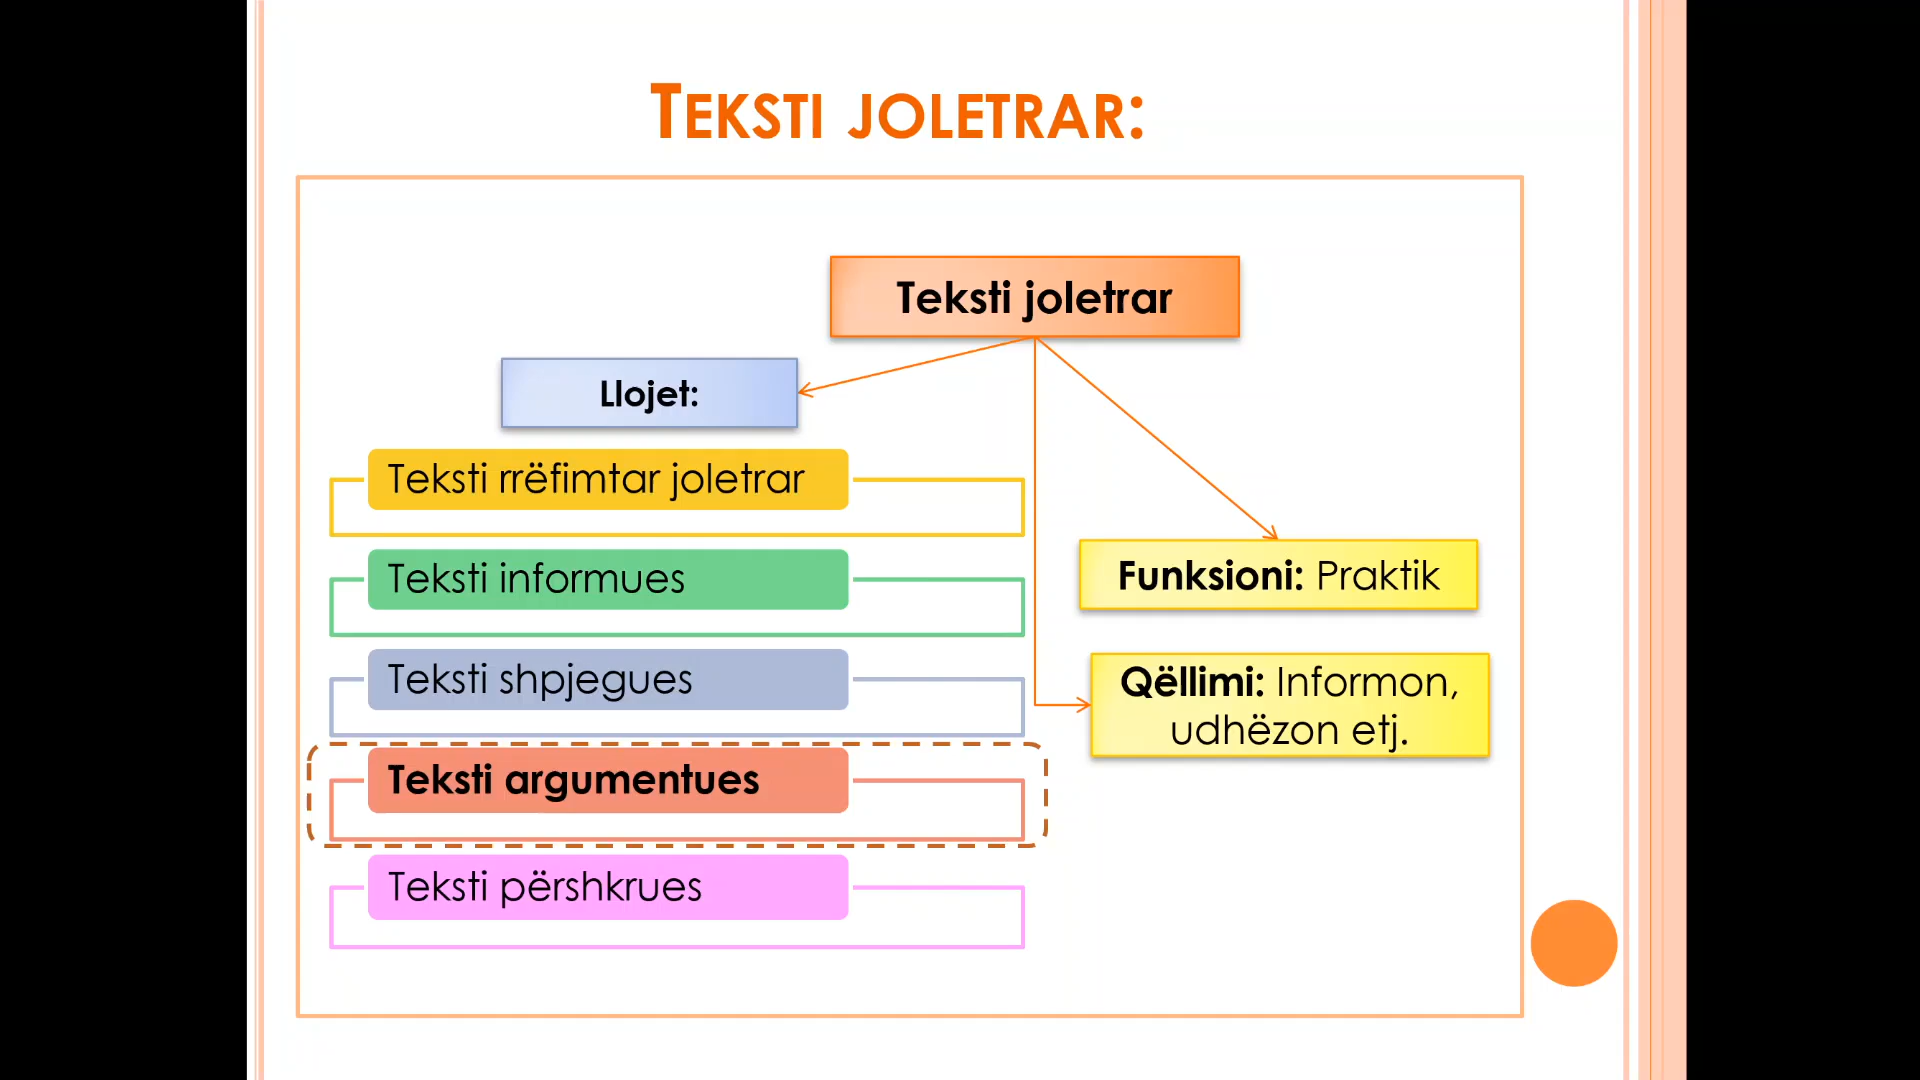 TEKSTI JOLETRAR:
Teksti joletrar
Llojet:
Teksti rrëfimtar joletrar
Teksti informues
Teksti shpjegues
Teksti argumentues
Teksti përshkrues
Funksioni: Praktik
Qëllimi: Informon,
udhëzon etj.